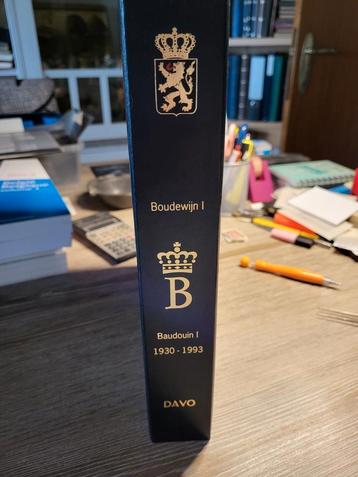 Boudewijn I
B
Baudouin I
1930 - 1993
DAVO